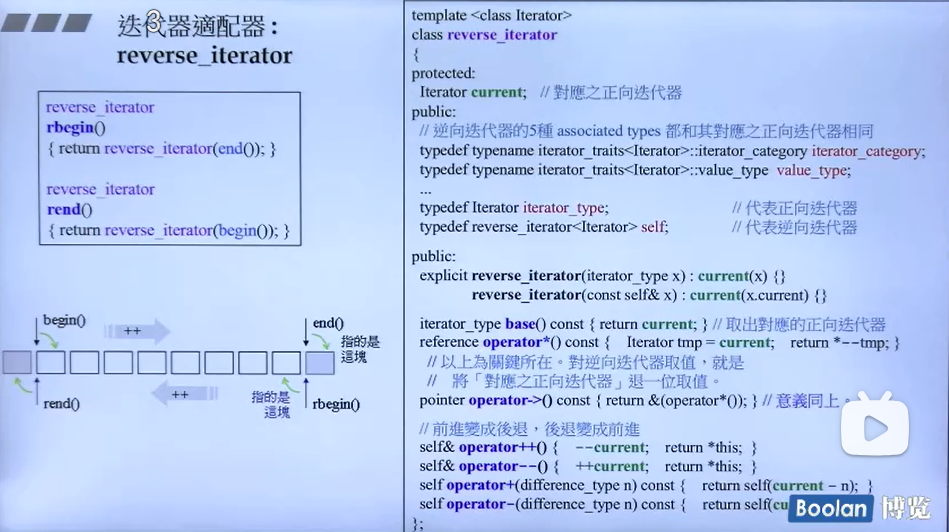 迭代器適配器：
3
reverse_iterator
reverse_iterator
rbegin()
{ return reverse_iterator(end()); }
reverse_iterator
rend()
{ return reverse_iterator(begin()); }
begin()
++
end()
指的是
這塊
rend()
++
指的是
這塊
rbegin()
template <class Iterator>
class reverse_iterator
{
protected:
Iterator current; // 對應之正向迭代器
public:
// 逆向迭代器的5種 associated types 都和其對應之正向迭代器相同
typedef typename iterator_traits<Iterator>::iterator_category iterator_category;
typedef typename iterator_traits<Iterator>::value_type value_type;
...
typedef Iterator iterator_type; // 代表正向迭代器
typedef reverse_iterator<Iterator> self; // 代表逆向迭代器
public:
explicit reverse_iterator(iterator_type x) : current(x) {}
reverse_iterator(const self& x) : current(x.current) {}
iterator_type base() const { return current; } // 取出對應的正向迭代器
reference operator*() const { Iterator tmp = current; return *--tmp; }
// 以上為關鍵所在。對逆向迭代器取值，就是
// 將「對應之正向迭代器」退一位取值。
pointer operator->() const { return &(operator*()); } // 意義同上。
// 前進變成後退，後退變成前進
self& operator++() { --current; return *this; }
self& operator--() { ++current; return *this; }
self operator+(difference_type n) const { return self(current - n); }
self operator-(difference_type n) const { return self(
};
Boolan 博览